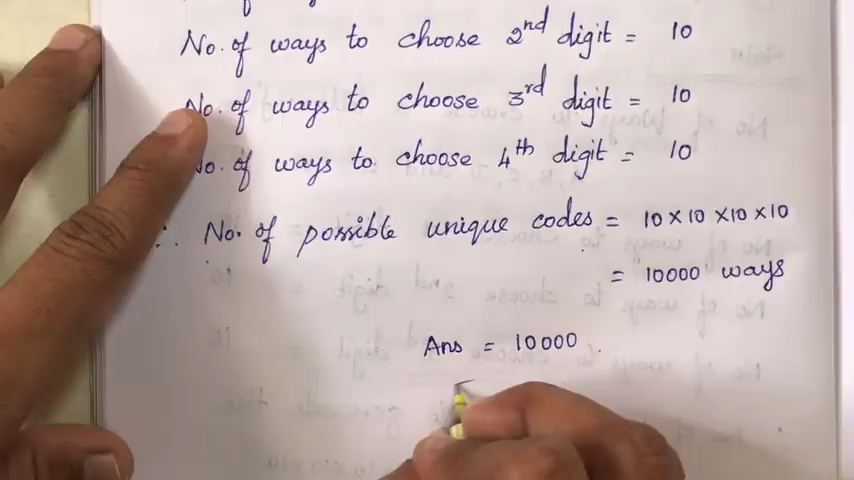 No. of ways to choose 2nd digit = 10
No. of ways to choose 3rd digit = 10
No. of ways to choose 4th digit = 10
∴ No. of possible unique codes = 10 × 10 × 10 × 10
= 10000 ways
Ans = 10000.